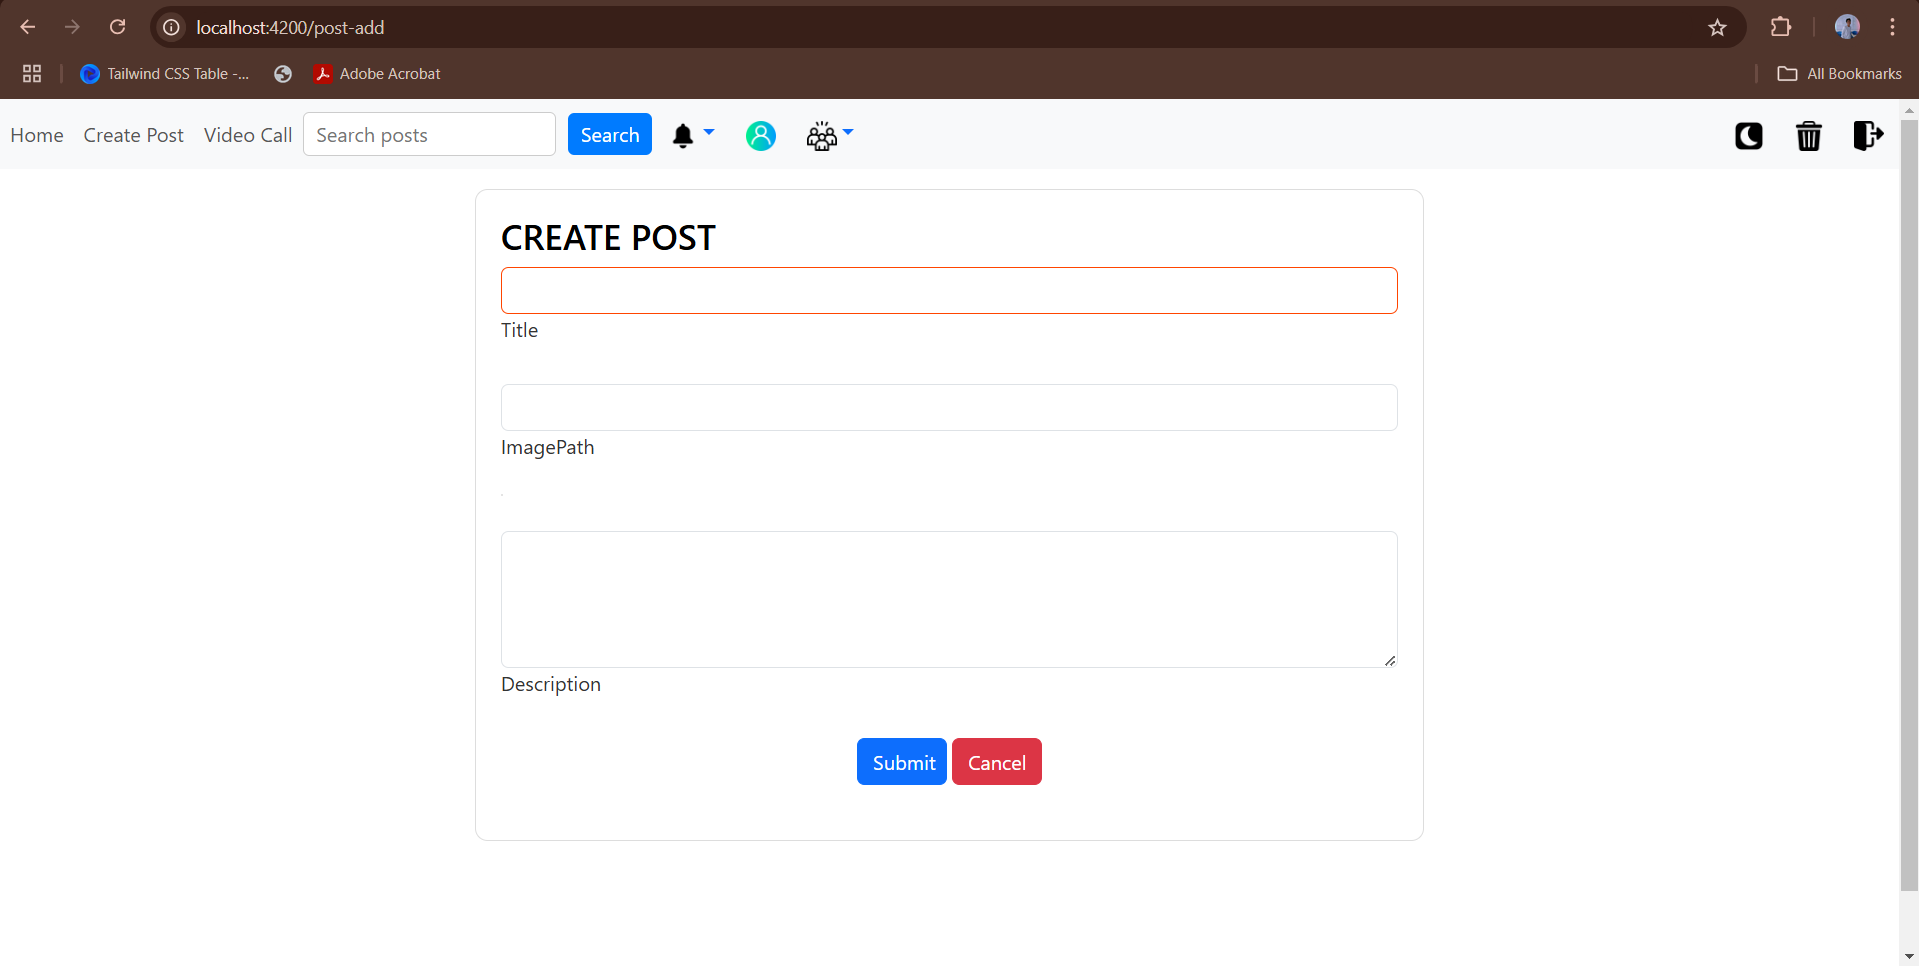 localhost:4200/post-add
Tailwind CSS Table -...
Adobe Acrobat
All Bookmarks
Home
Create Post
Video Call
Search posts
Search
CREATE POST
Title
ImagePath
Description
Submit
Cancel